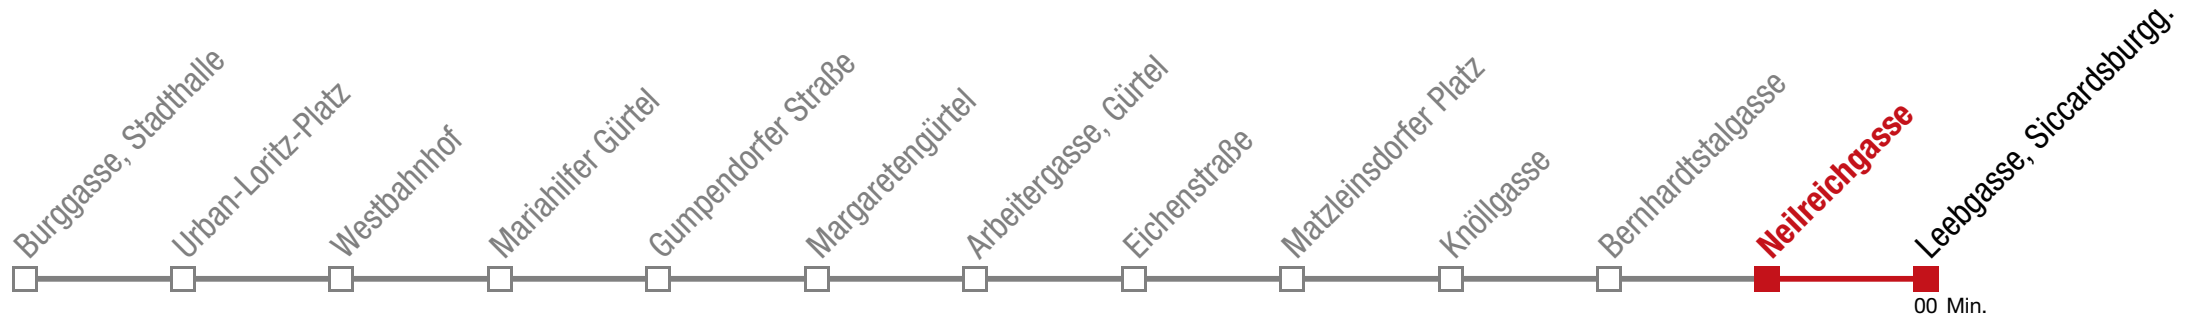 Burggasse, Stadthalle
Urban-Loritz-Platz
Westbahnhof
Mariahilfer Gürtel
Gumpendorfer Straße
Margaretengürtel
Arbeitergasse, Gürtel
Eichenstraße
Matzleinsdorfer Platz
Knöllgasse
Bernhardtstalgasse
Neilreichgasse
Leebgasse, Siccardsburgg.
00 Min.